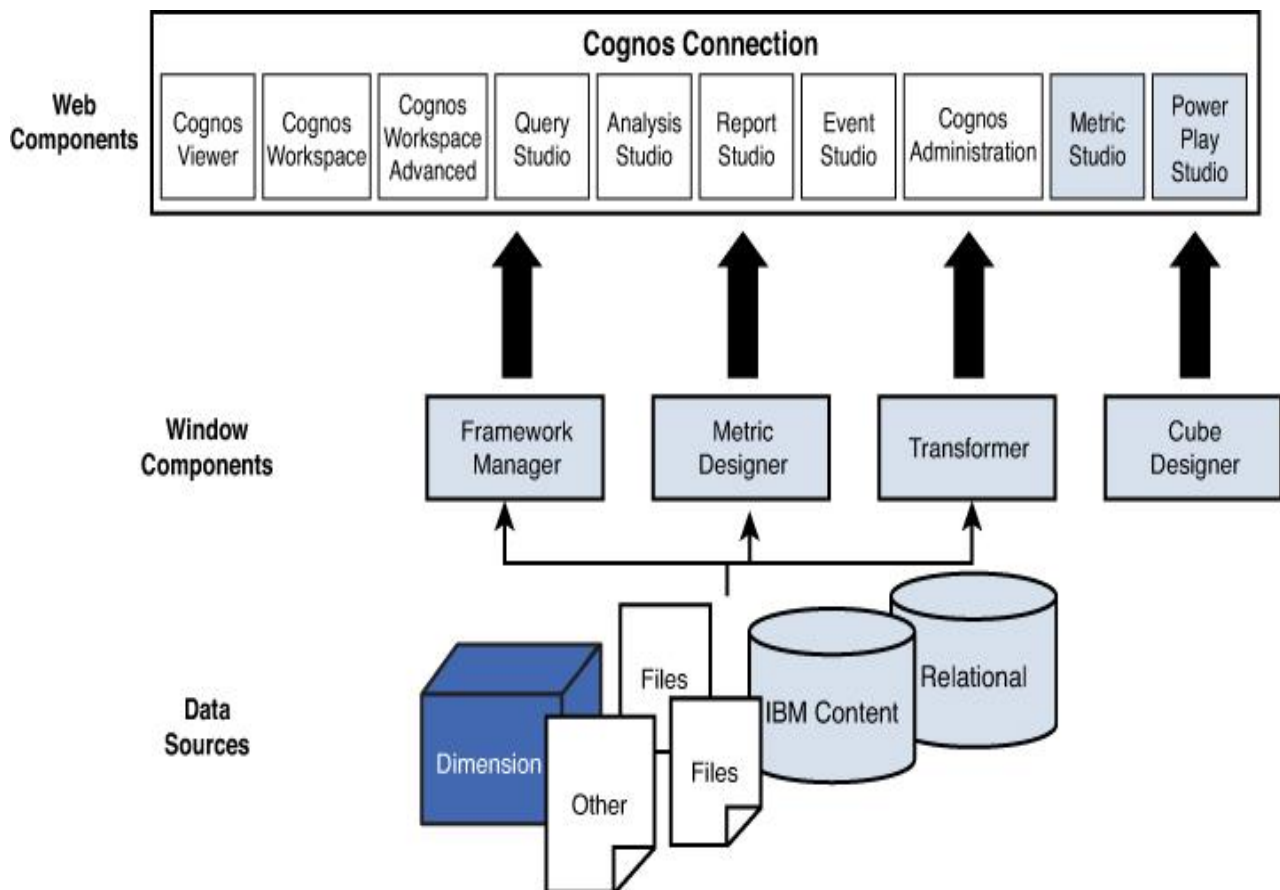 Cognos Connection
Web
Components
Cognos
Viewer
Cognos
Workspace
Cognos
Workspace
Advanced
Query
Studio
Analysis
Studio
Report
Studio
Event
Studio
Cognos
Administration
Metric
Studio
Power
Play
Studio
Window
Components
Framework
Manager
Metric
Designer
Transformer
Cube
Designer
Data
Sources
Dimension
Files
Other
Files
IBM Content
Relational